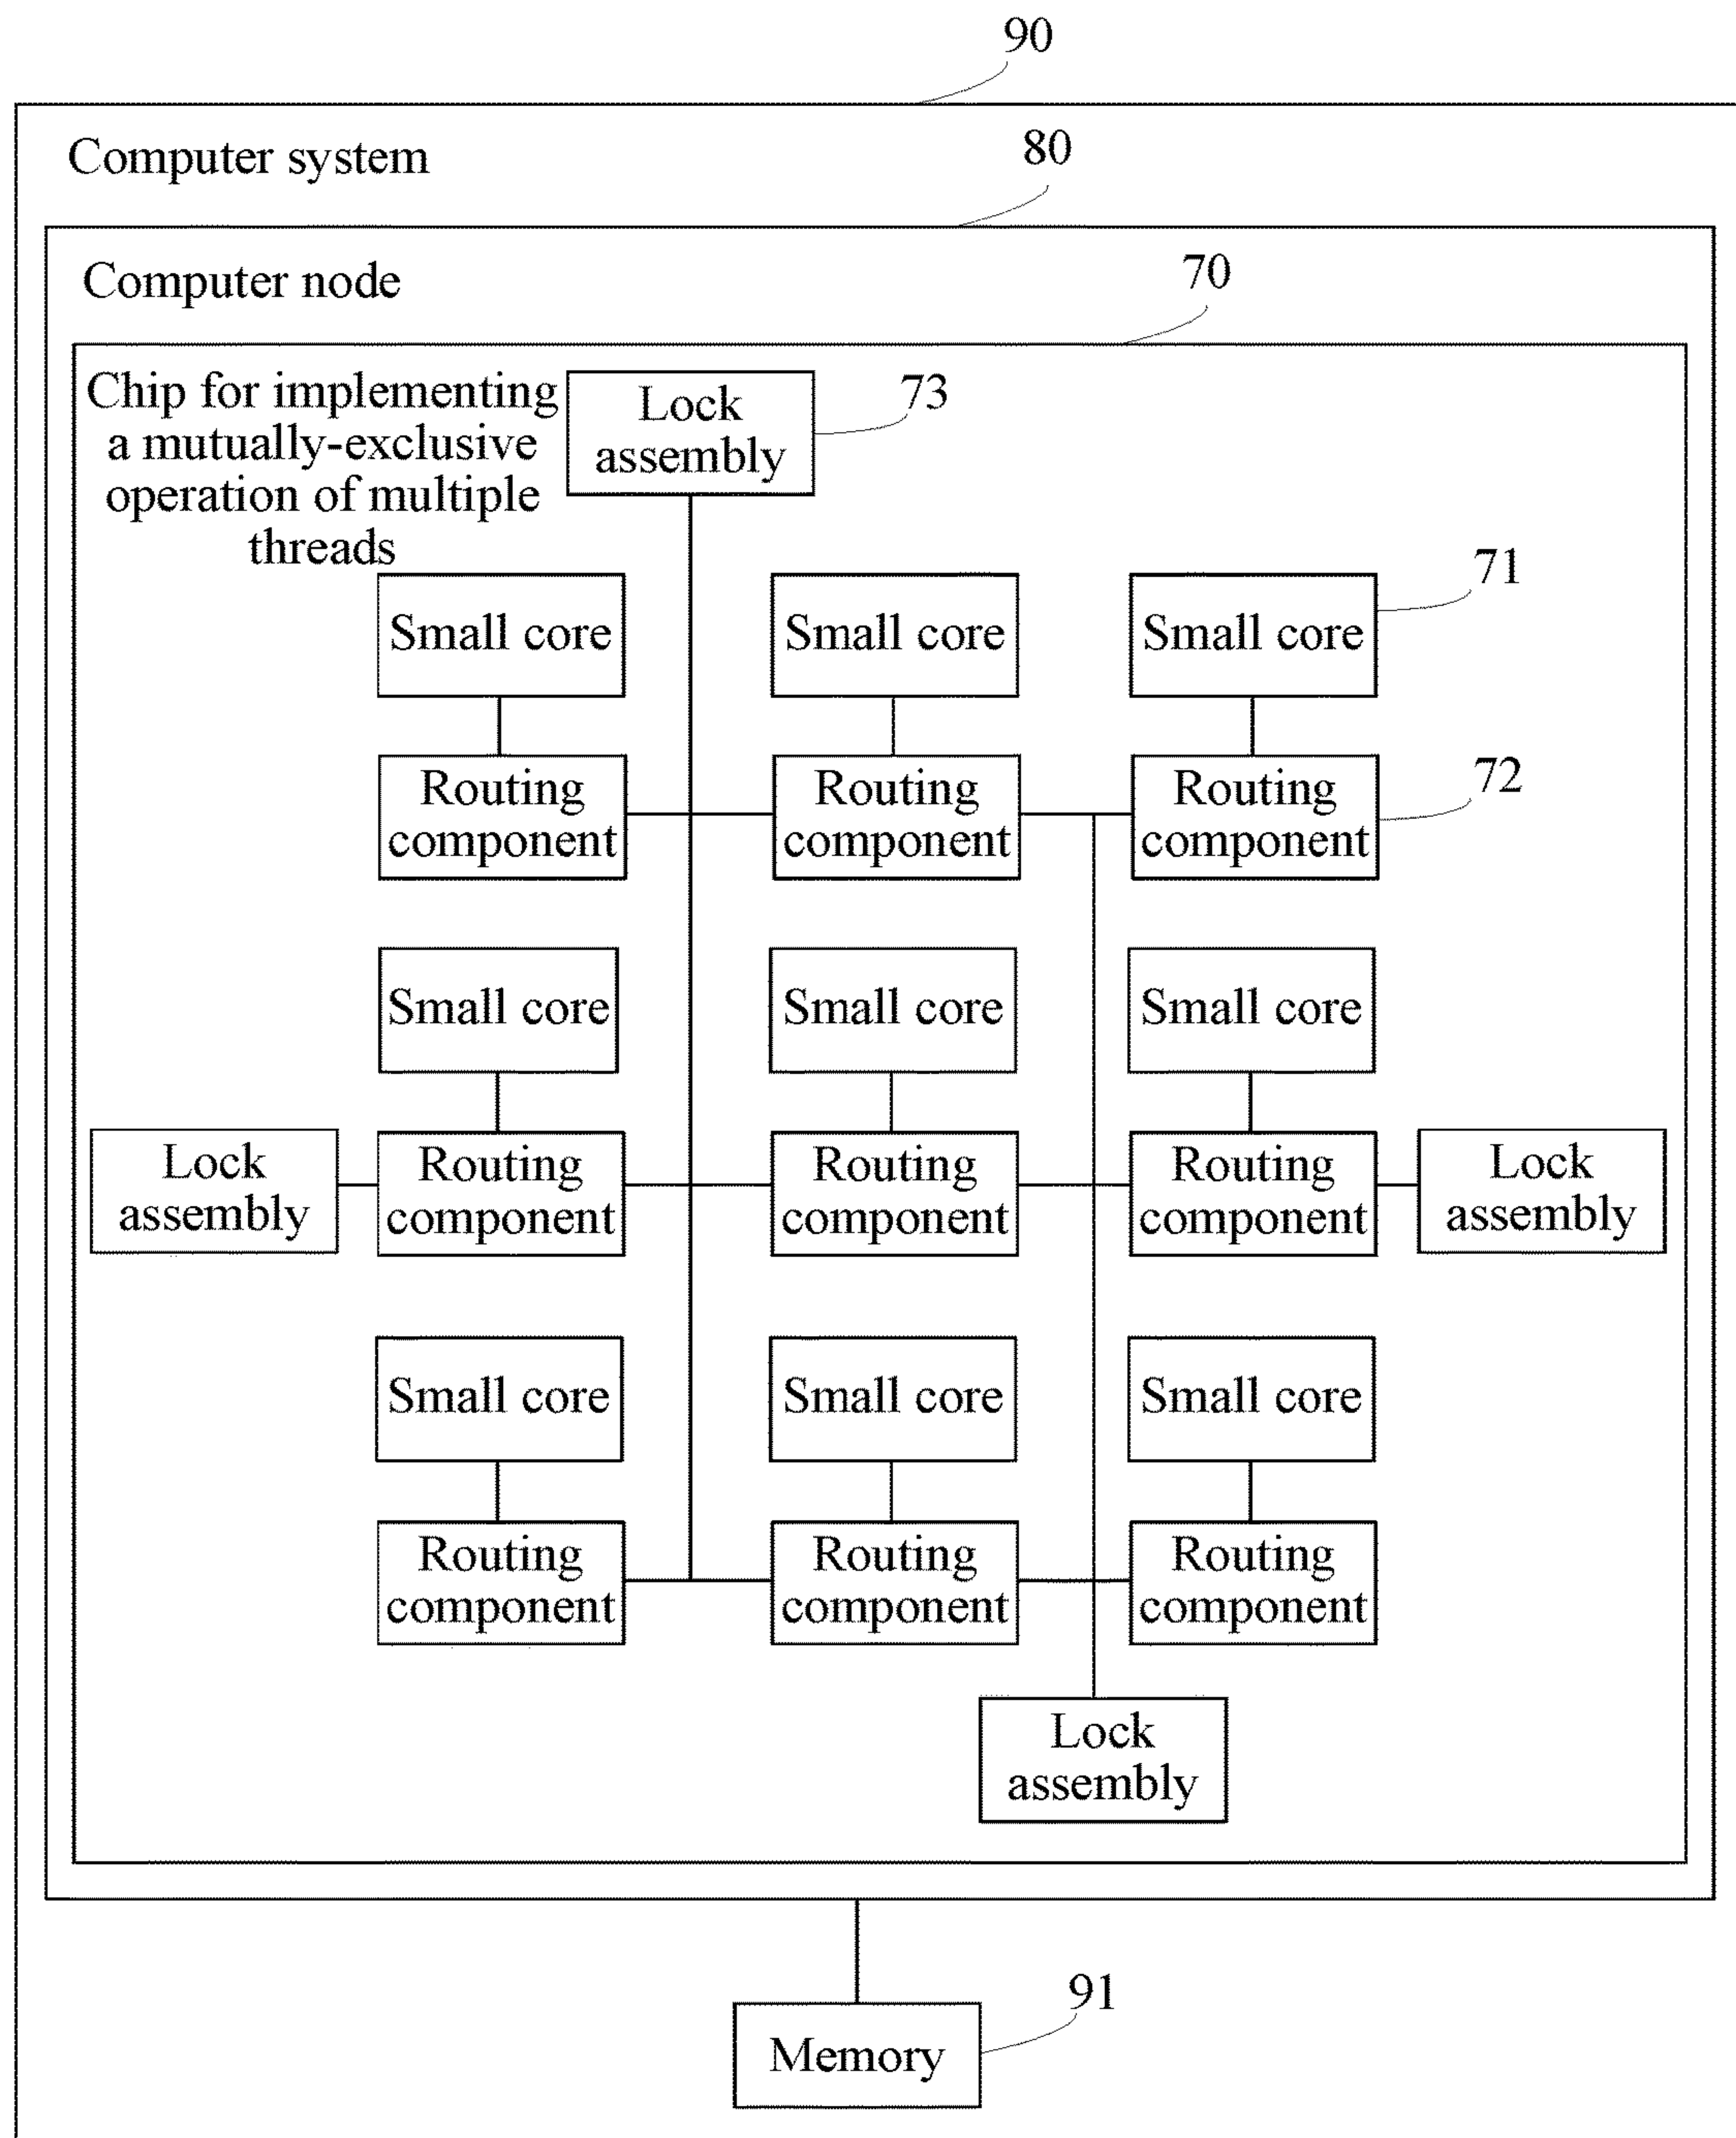 90
Computer system
80
Computer node
70
Chip for implementing
a mutually-exclusive
operation of multiple
threads
Lock
assembly
73
Small core
Small core
Small core
71
Routing
component
Routing
component
Routing
component
72
Small core
Small core
Small core
Lock
assembly
Routing
component
Routing
component
Routing
component
Lock
assembly
Small core
Small core
Small core
Routing
component
Routing
component
Routing
component
Lock
assembly
91
Memory